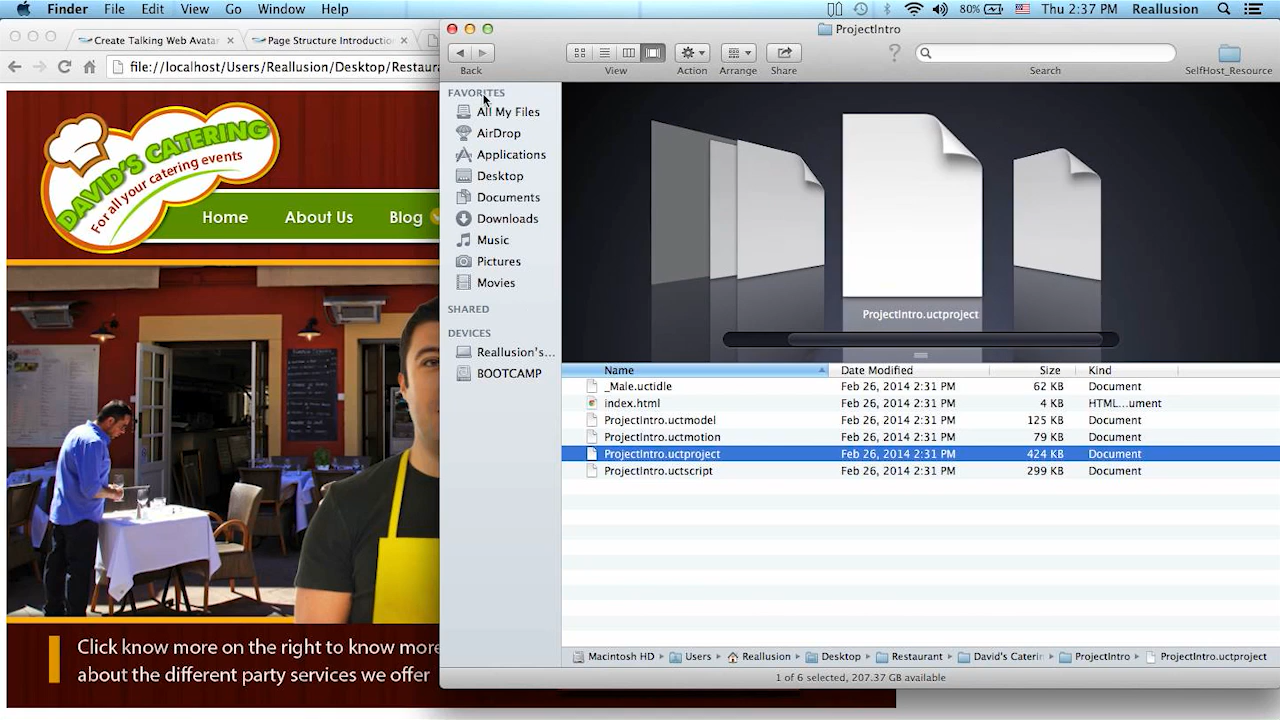 Finder File Edit View Go Window Help
80% Thu 2:37 PM Reallusion
Create Talking Web Avata
Page Structure Introductio
file://localhost/Users/Reallusion/Desktop/Restaura
DAVID'S CATERING
For all your catering events
Home About Us Blog
Click know more on the right to know more
about the different party services we offer
ProjectIntro
Back View Action Arrange Share ? Search SelfHost_Resource
FAVORITES
All My Files
AirDrop
Applications
Desktop
Documents
Downloads
Music
Pictures
Movies
SHARED
DEVICES
Reallusion's...
BOOTCAMP
ProjectIntro.uctproject
Name Date Modified Size Kind
_Male.uctidle Feb 26, 2014 2:31 PM 62 KB Document
index.html Feb 26, 2014 2:31 PM 4 KB HTML...ument
ProjectIntro.uctmodel Feb 26, 2014 2:31 PM 125 KB Document
ProjectIntro.uctmotion Feb 26, 2014 2:31 PM 79 KB Document
ProjectIntro.uctproject Feb 26, 2014 2:31 PM 424 KB Document
ProjectIntro.uctscript Feb 26, 2014 2:31 PM 299 KB Document
Macintosh HD Users Reallusion Desktop Restaurant David's Caterin ProjectIntro ProjectIntro.uctproject
1 of 6 selected, 207.37 GB available